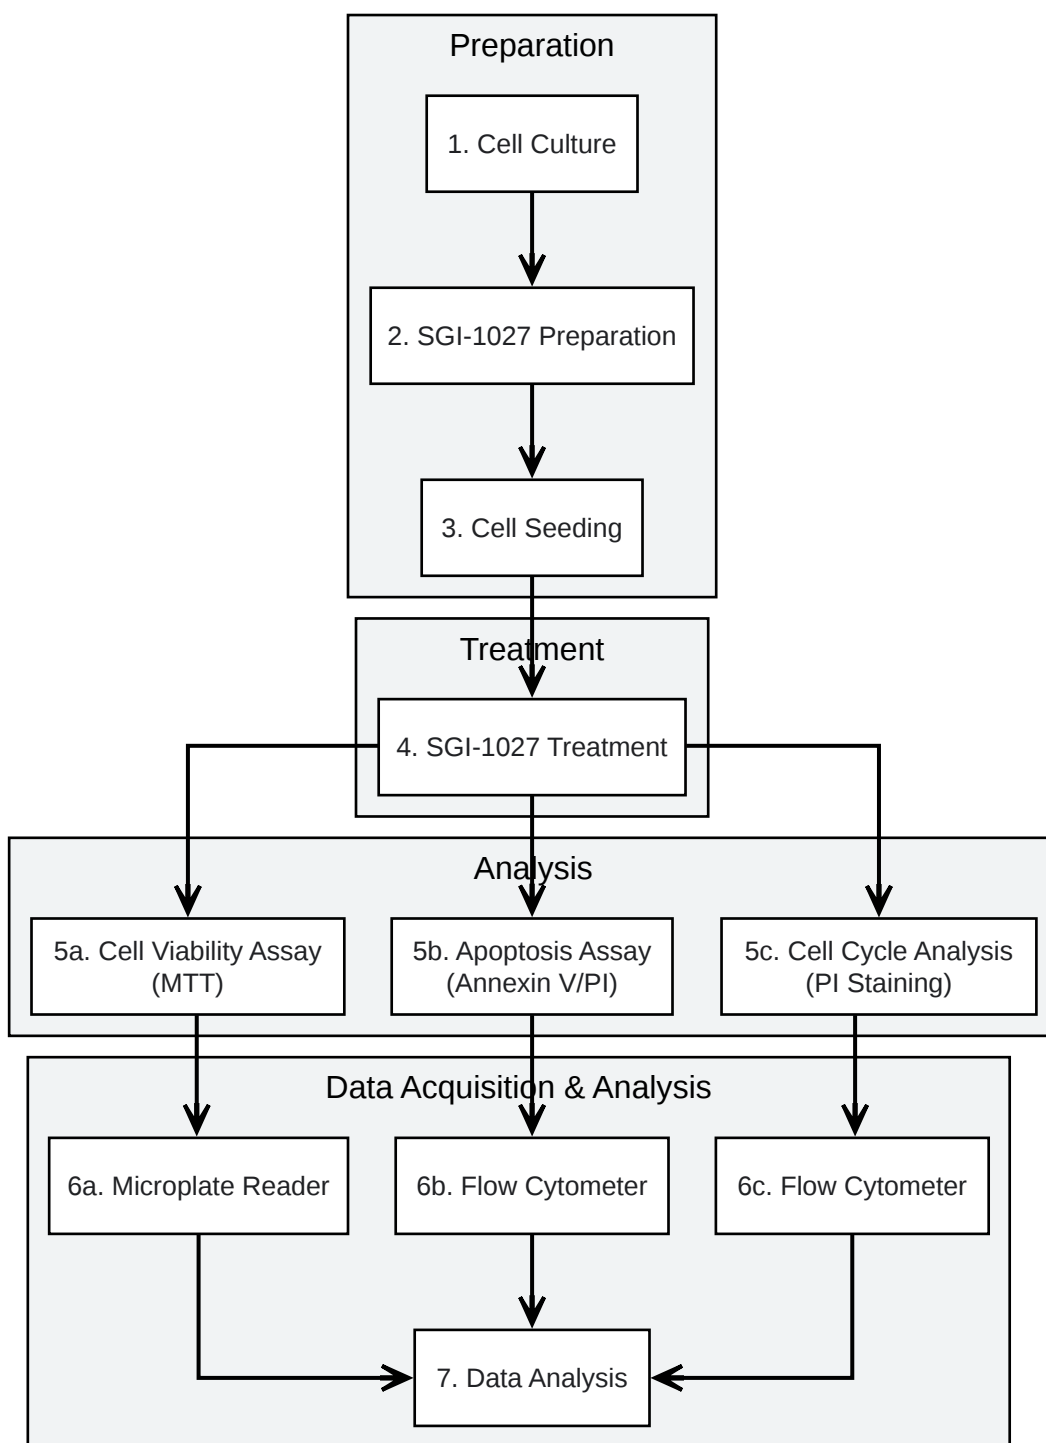 Preparation
1. Cell Culture
2. SGI-1027 Preparation
3. Cell Seeding
Treatment
4. SGI-1027 Treatment
Analysis
5a. Cell Viability Assay
(MTT)
5b. Apoptosis Assay
(Annexin V/PI)
5c. Cell Cycle Analysis
(PI Staining)
Data Acquisition & Analysis
6a. Microplate Reader
6b. Flow Cytometer
6c. Flow Cytometer
7. Data Analysis